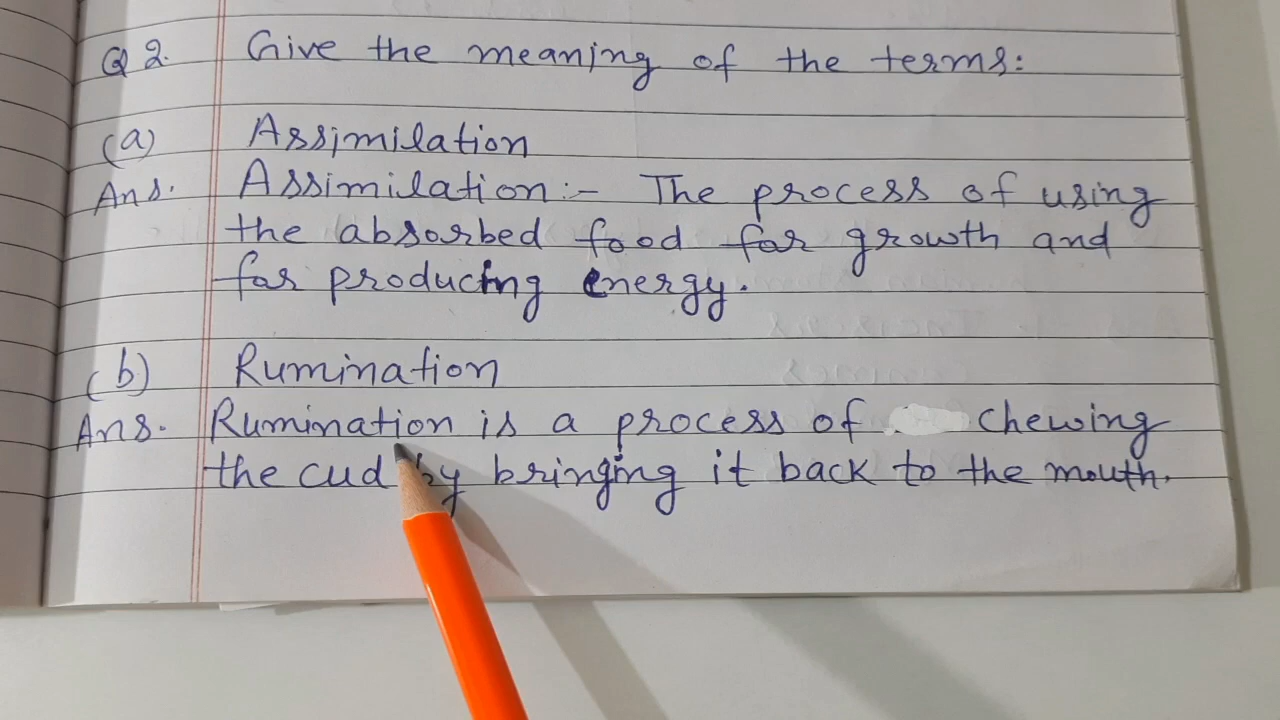 Q2. Give the meaning of the terms:
(a) Assimilation
Ans. Assimilation:- The process of using
the absorbed food for growth and
for producing energy.
(b) Rumination
Ans. Rumination is a process of chewing
the cud by bringing it back to the mouth.